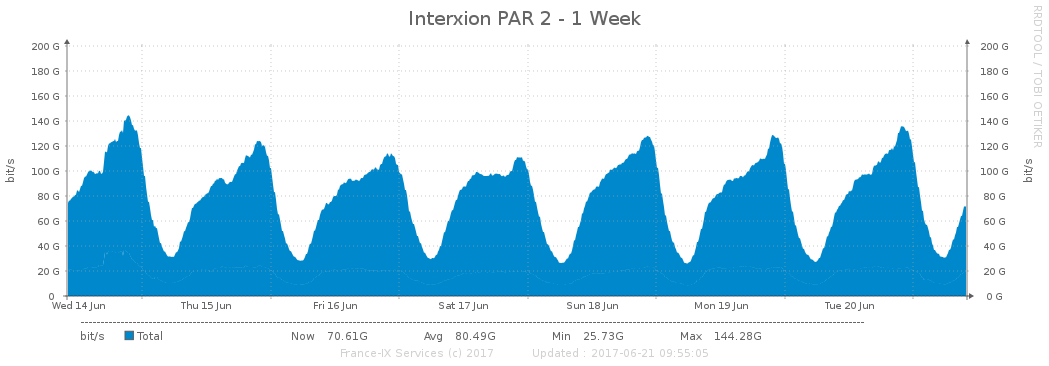 Interxion PAR 2 - 1 Week
RRDTOOL / TOBI OETIKER
bit/s
200 G
180 G
160 G
140 G
120 G
100 G
80 G
60 G
40 G
20 G
0
200 G
180 G
160 G
140 G
120 G
100 G
80 G
60 G
40 G
20 G
0 G
bit/s
Wed 14 Jun Thu 15 Jun Fri 16 Jun Sat 17 Jun Sun 18 Jun Mon 19 Jun Tue 20 Jun
bit/s Total Now 70.61G Avg 80.49G Min 25.73G Max 144.28G
France-IX Services (c) 2017 Updated : 2017-06-21 09:55:05